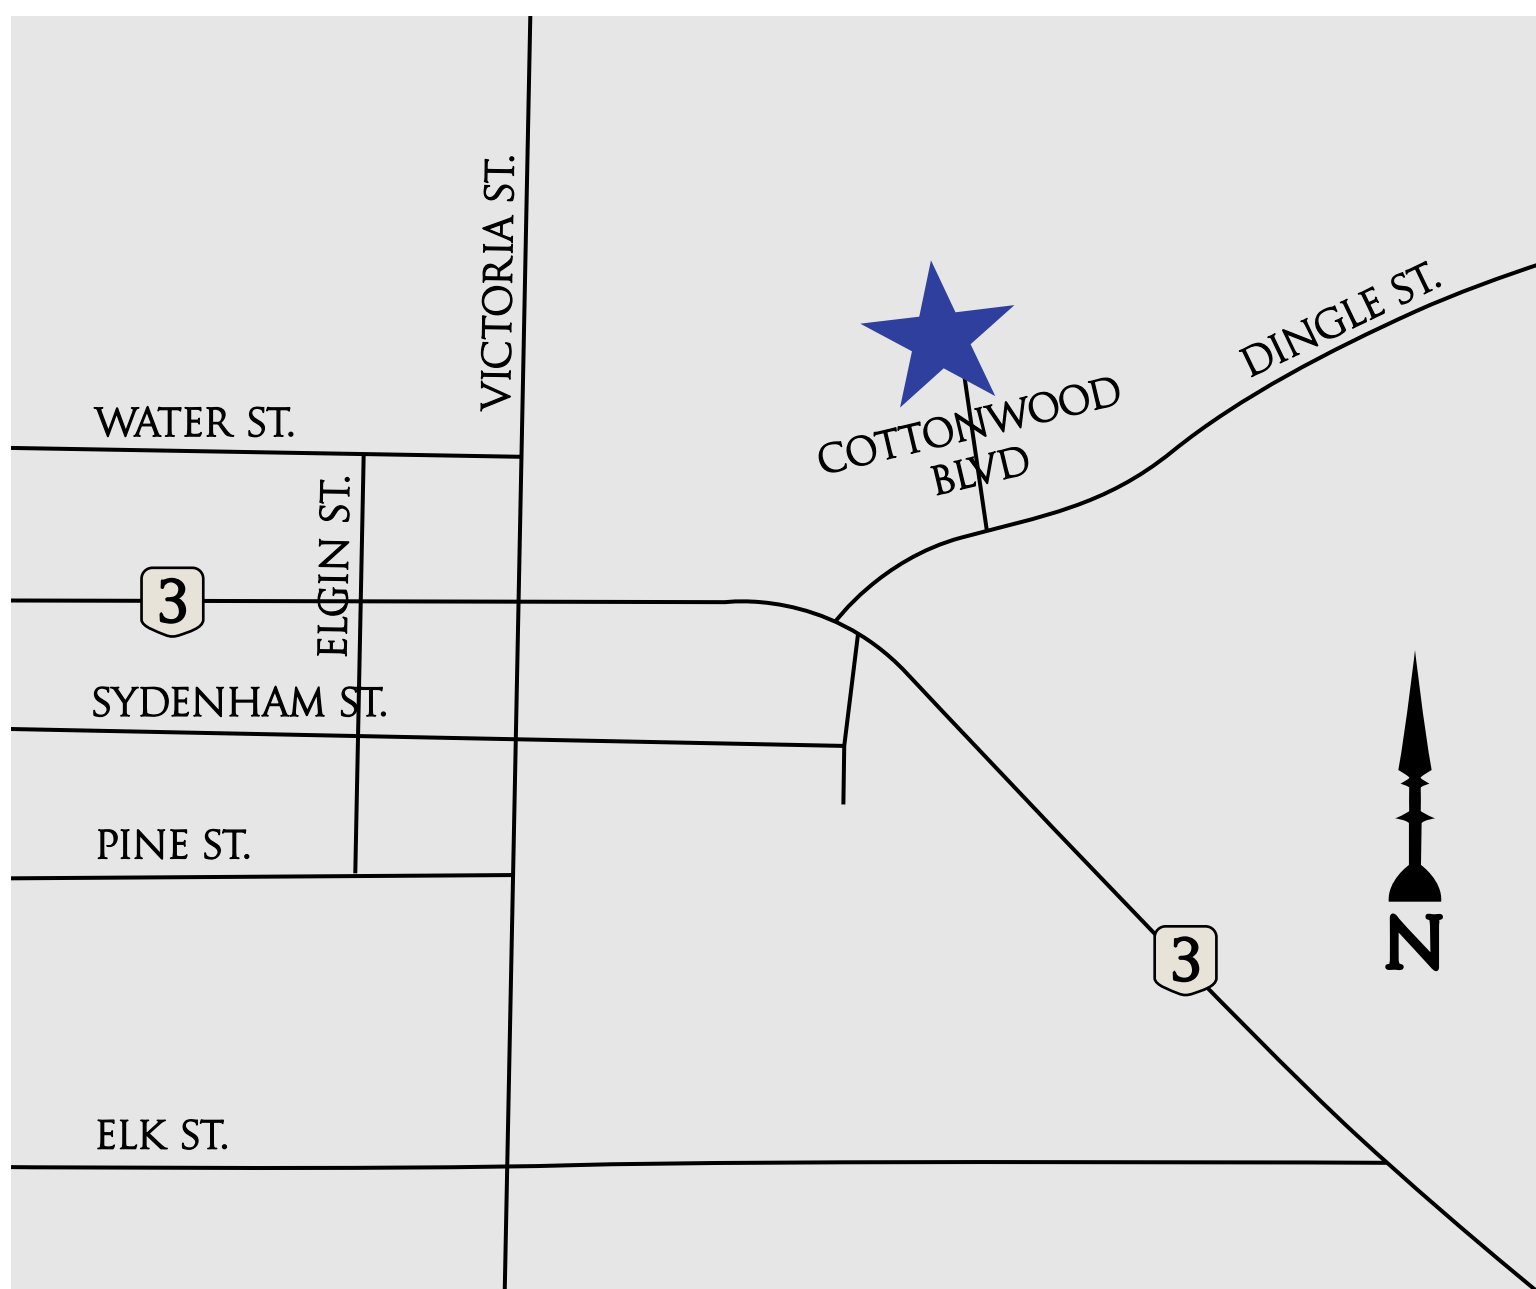 VICTORIA ST.
DINGLE ST.
COTTONWOOD
BLVD
WATER ST.
ELGIN ST.
3
SYDENHAM ST.
PINE ST.
3
N
ELK ST.